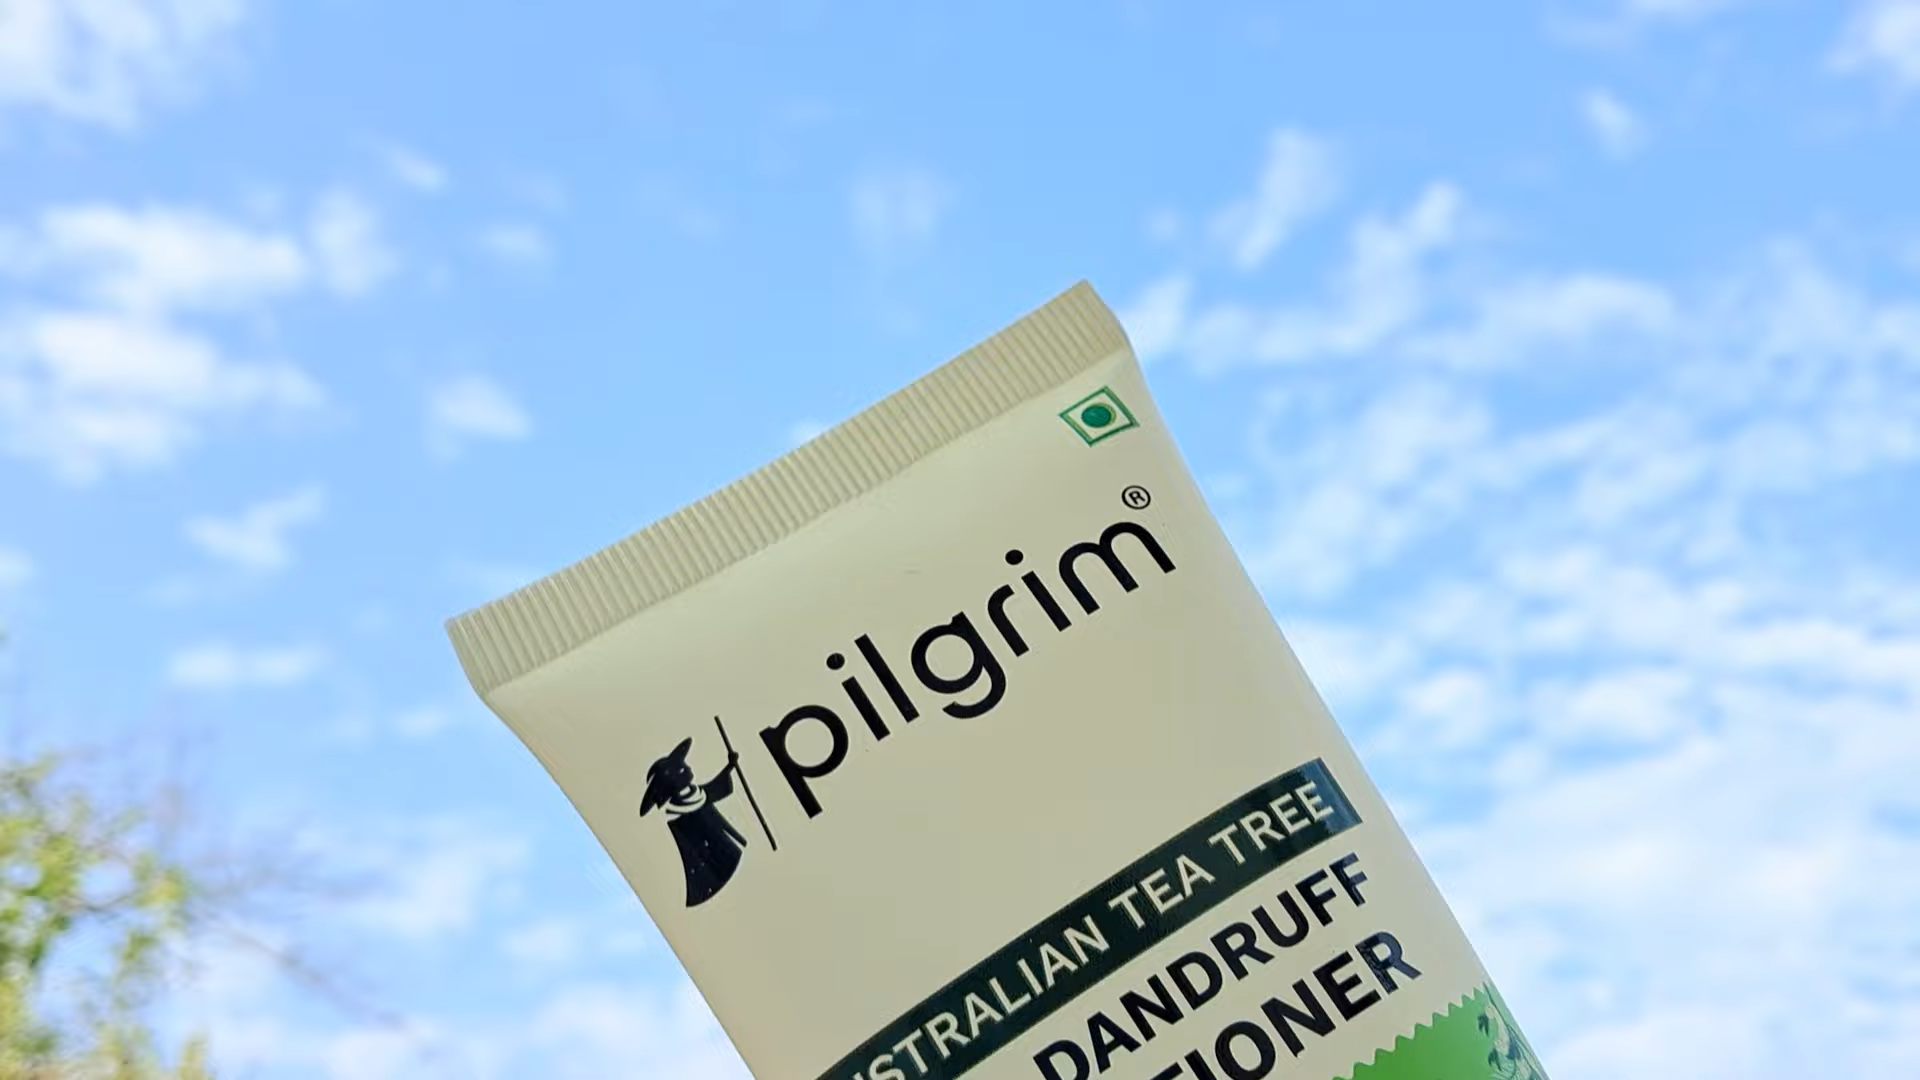 pilgrim®
STRALIAN TEA TREE
DANDRUFF
TIONER